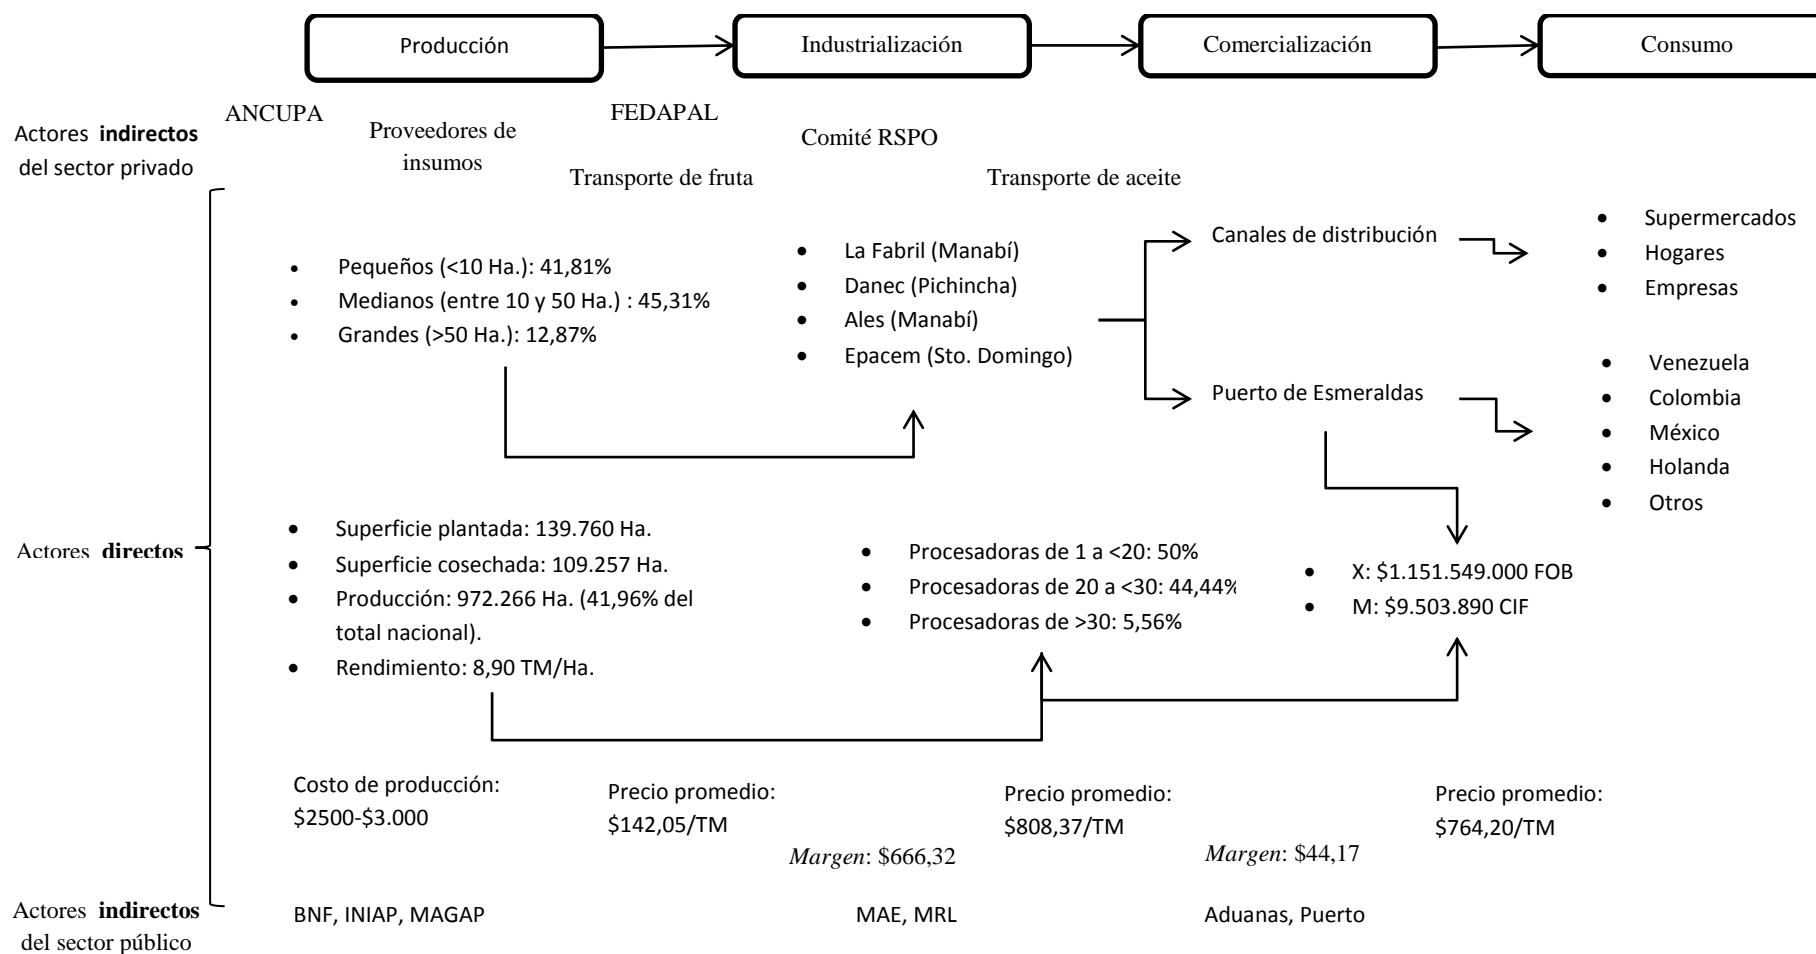 Producción
Industrialización
Comercialización
Consumo
Actores indirectos
del sector privado
ANCUPA
Proveedores de
insumos
FEDAPAL
Transporte de fruta
Comité RSPO
Transporte de aceite
Actores directos
• Pequeños (<10 Ha.): 41,81%
• Medianos (entre 10 y 50 Ha.) : 45,31%
• Grandes (>50 Ha.): 12,87%
• La Fabril (Manabí)
• Danec (Pichincha)
• Ales (Manabí)
• Epacem (Sto. Domingo)
Canales de distribución
Puerto de Esmeraldas
• Supermercados
• Hogares
• Empresas
• Venezuela
• Colombia
• México
• Holanda
• Otros
• Superficie plantada: 139.760 Ha.
• Superficie cosechada: 109.257 Ha.
• Producción: 972.266 Ha. (41,96% del
total nacional).
• Rendimiento: 8,90 TM/Ha.
• Procesadoras de 1 a <20: 50%
• Procesadoras de 20 a <30: 44,44%
• Procesadoras de >30: 5,56%
• X: $1.151.549.000 FOB
• M: $9.503.890 CIF
Costo de producción:
$2500-$3.000
Precio promedio:
$142,05/TM
Margen: $666,32
Precio promedio:
$808,37/TM
Margen: $44,17
Precio promedio:
$764,20/TM
Actores indirectos
del sector público
BNF, INIAP, MAGAP
MAE, MRL
Aduanas, Puerto